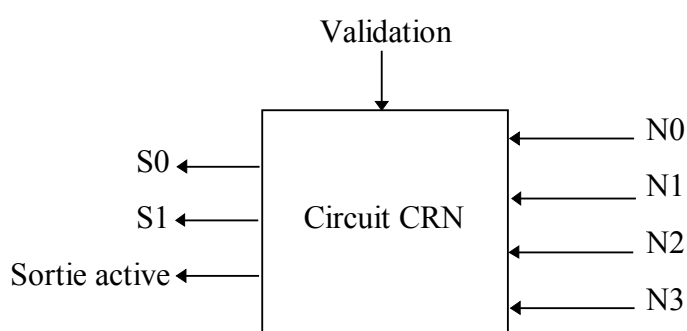 Validation
N0
S0
N1
S1
Circuit CRN
N2
Sortie active
N3